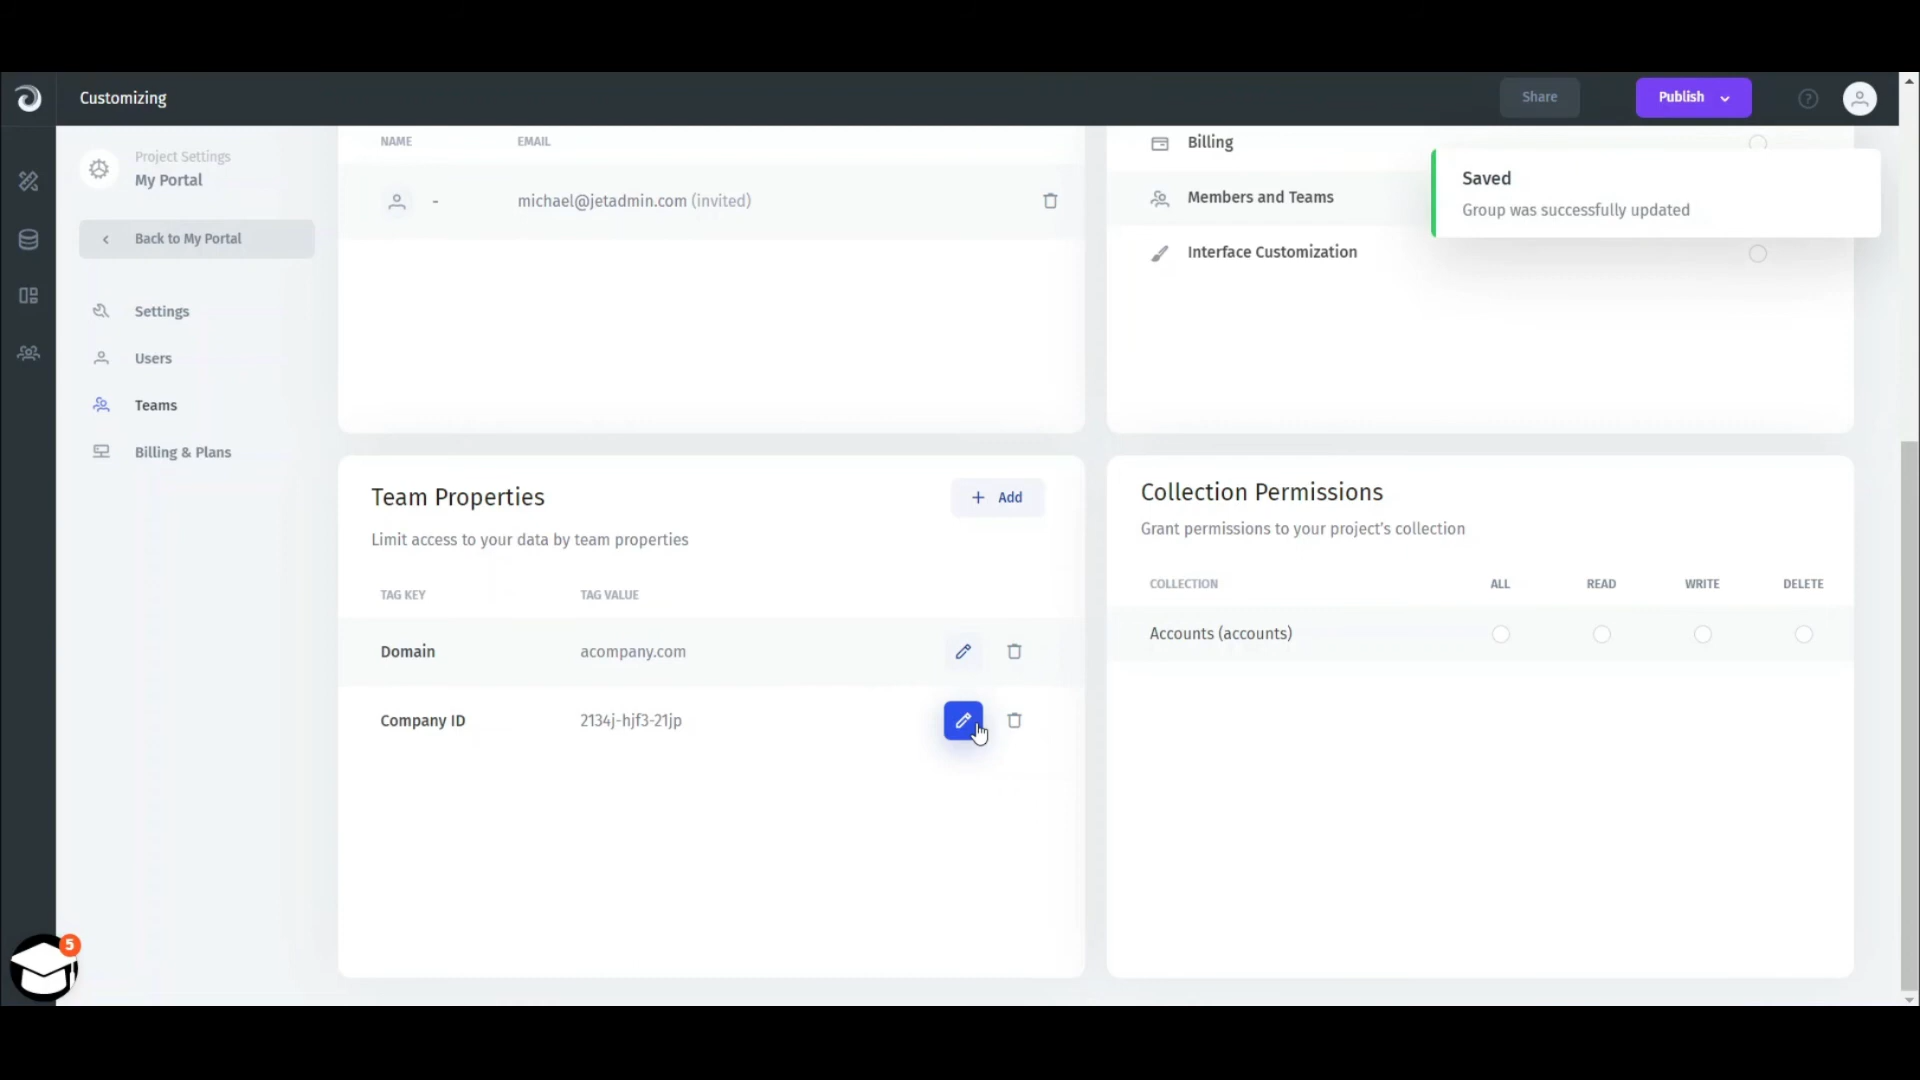 Customizing
Share
Publish
?
Project Settings
My Portal
Back to My Portal
Settings
Users
Teams
Billing & Plans
5
NAME EMAIL
- michael@jetadmin.com (invited)
Billing
Members and Teams
Interface Customization
Saved
Group was successfully updated
Team Properties
+ Add
Limit access to your data by team properties
TAG KEY TAG VALUE
Domain acompany.com
Company ID 2134j-hjf3-21jp
Collection Permissions
Grant permissions to your project's collection
COLLECTION ALL READ WRITE DELETE
Accounts (accounts)